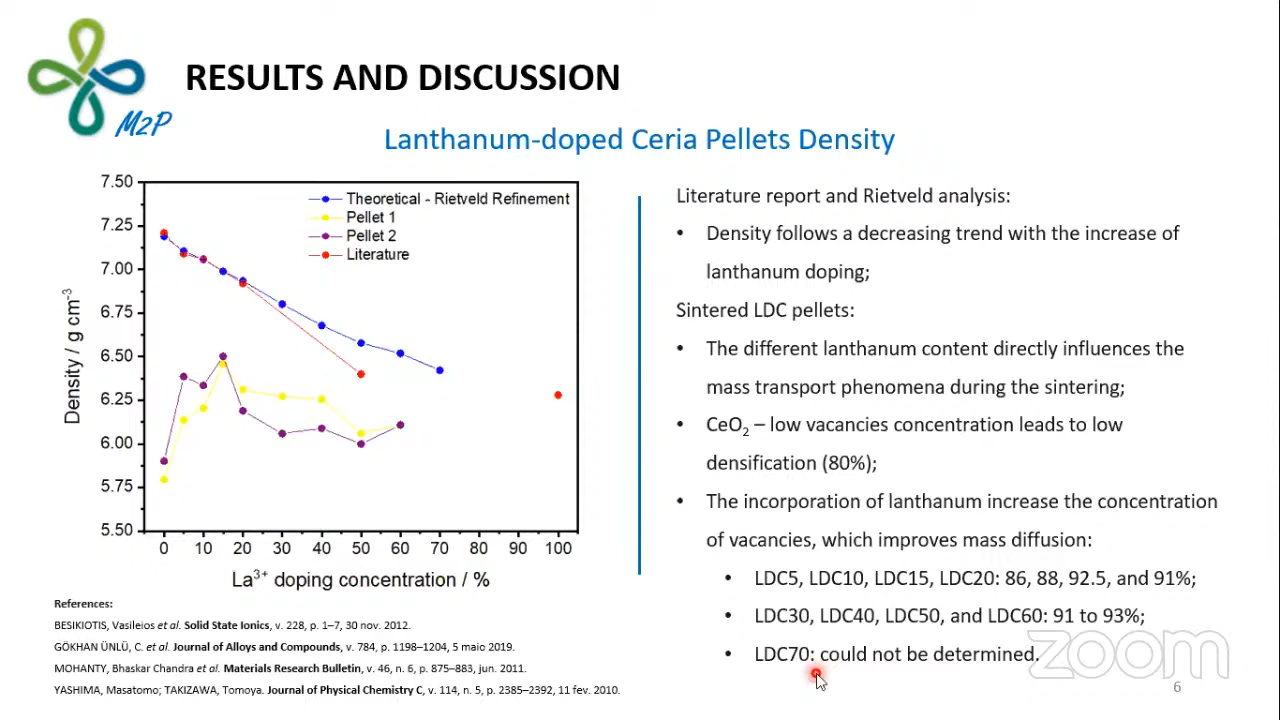 M2P
RESULTS AND DISCUSSION
Lanthanum-doped Ceria Pellets Density
7.50
7.25
7.00
6.75
6.50
6.25
6.00
5.75
5.50
Density / g cm⁻³
Theoretical - Rietveld Refinement
Pellet 1
Pellet 2
Literature
0 10 20 30 40 50 60 70 80 90 100
La³⁺ doping concentration / %
References:
BESIKIOTIS, Vasileios et al. Solid State Ionics, v. 228, p. 1–7, 30 nov. 2012.
GÖKHAN ÜNLÜ, C. et al. Journal of Alloys and Compounds, v. 784, p. 1198–1204, 5 maio 2019.
MOHANTY, Bhaskar Chandra et al. Materials Research Bulletin, v. 46, n. 6, p. 875–883, jun. 2011.
YASHIMA, Masatomo; TAKIZAWA, Tomoya. Journal of Physical Chemistry C, v. 114, n. 5, p. 2385–2392, 11 fev. 2010.
Literature report and Rietveld analysis:
• Density follows a decreasing trend with the increase of
lanthanum doping;
Sintered LDC pellets:
• The different lanthanum content directly influences the
mass transport phenomena during the sintering;
• CeO₂ – low vacancies concentration leads to low
densification (80%);
• The incorporation of lanthanum increase the concentration
of vacancies, which improves mass diffusion:
• LDC5, LDC10, LDC15, LDC20: 86, 88, 92.5, and 91%;
• LDC30, LDC40, LDC50, and LDC60: 91 to 93%;
• LDC70: could not be determined.
zoom
6